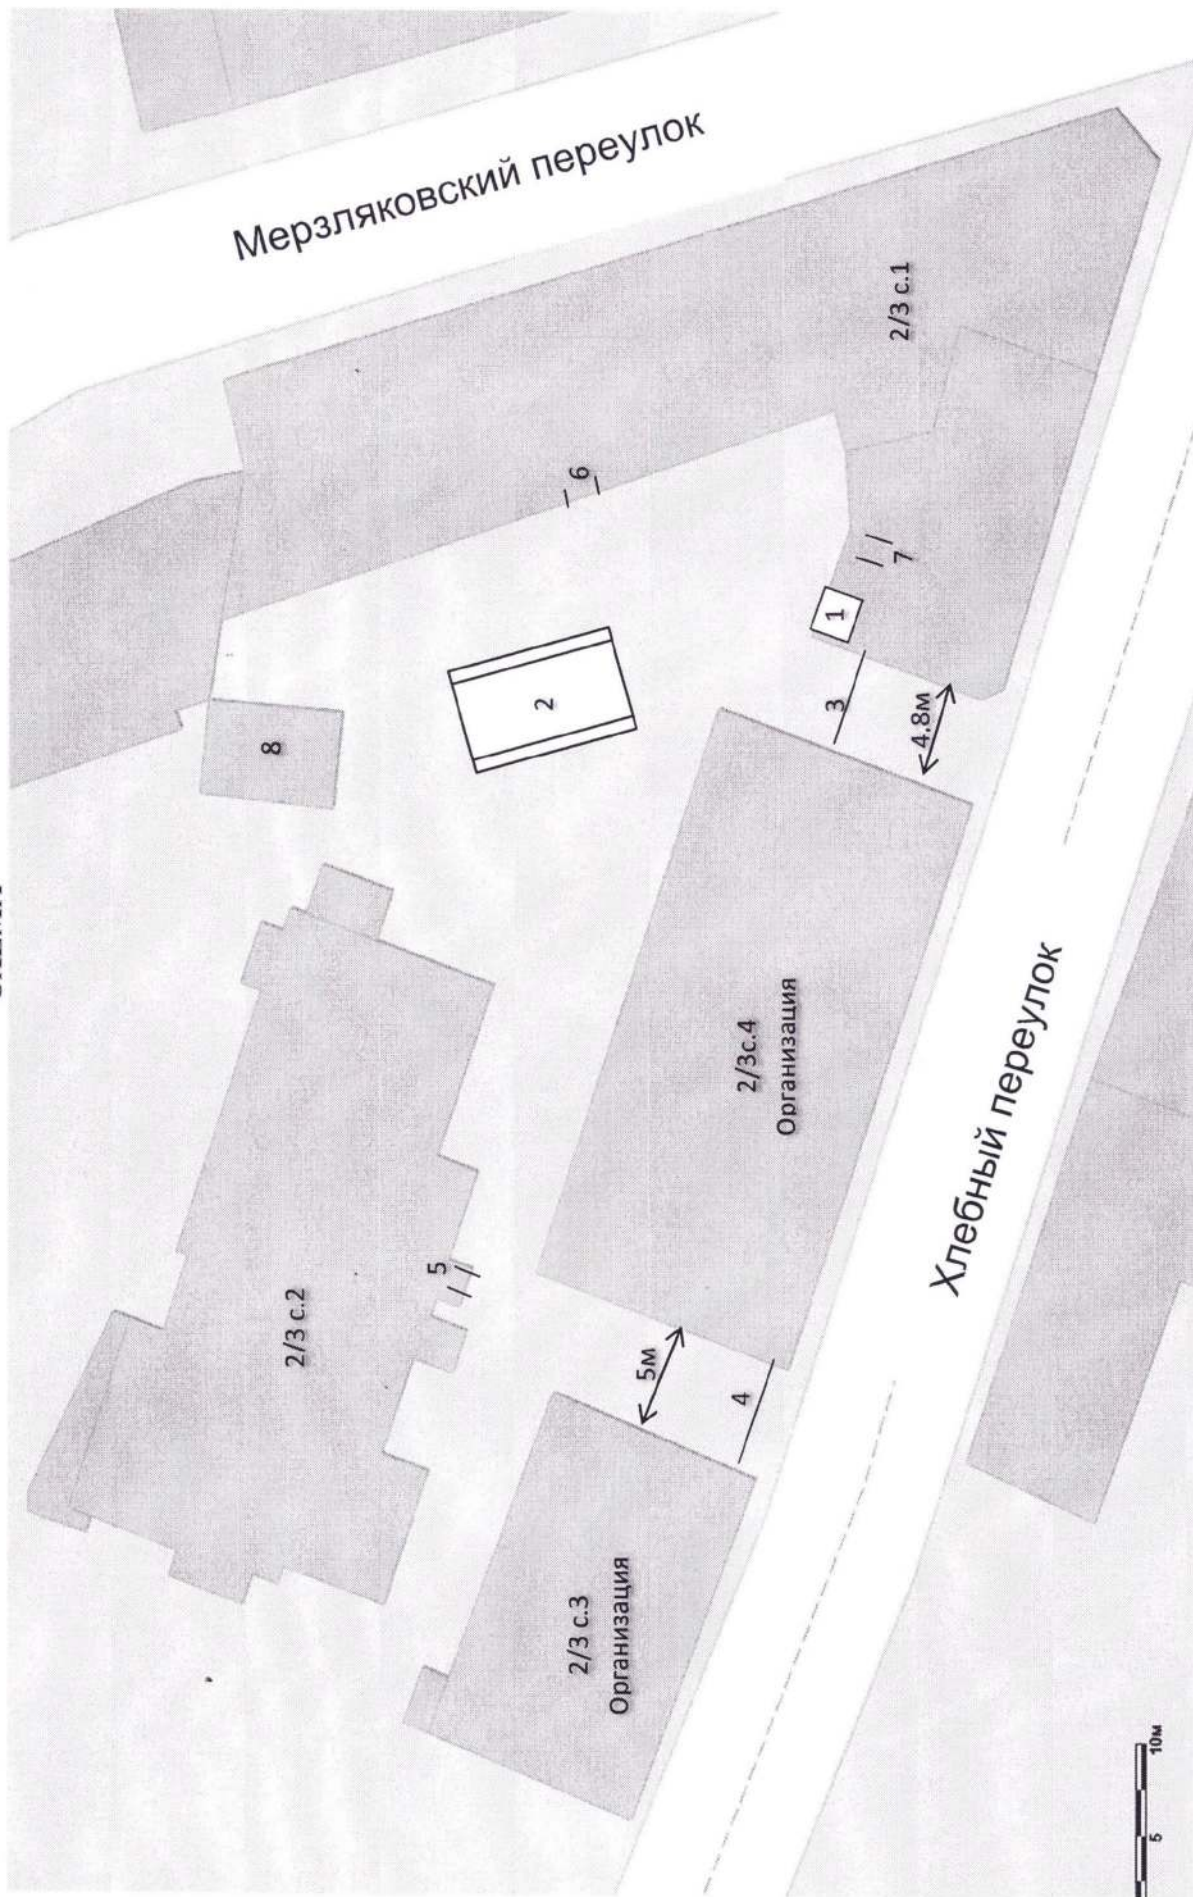 Мерзляковский переулок
2/3 с.1
6
7
1
2
3
4.8м
8
2/3с.4
Организация
Хлебный переулок
5
2/3 с.2
5м
4
2/3 с.3
Организация
5
10м